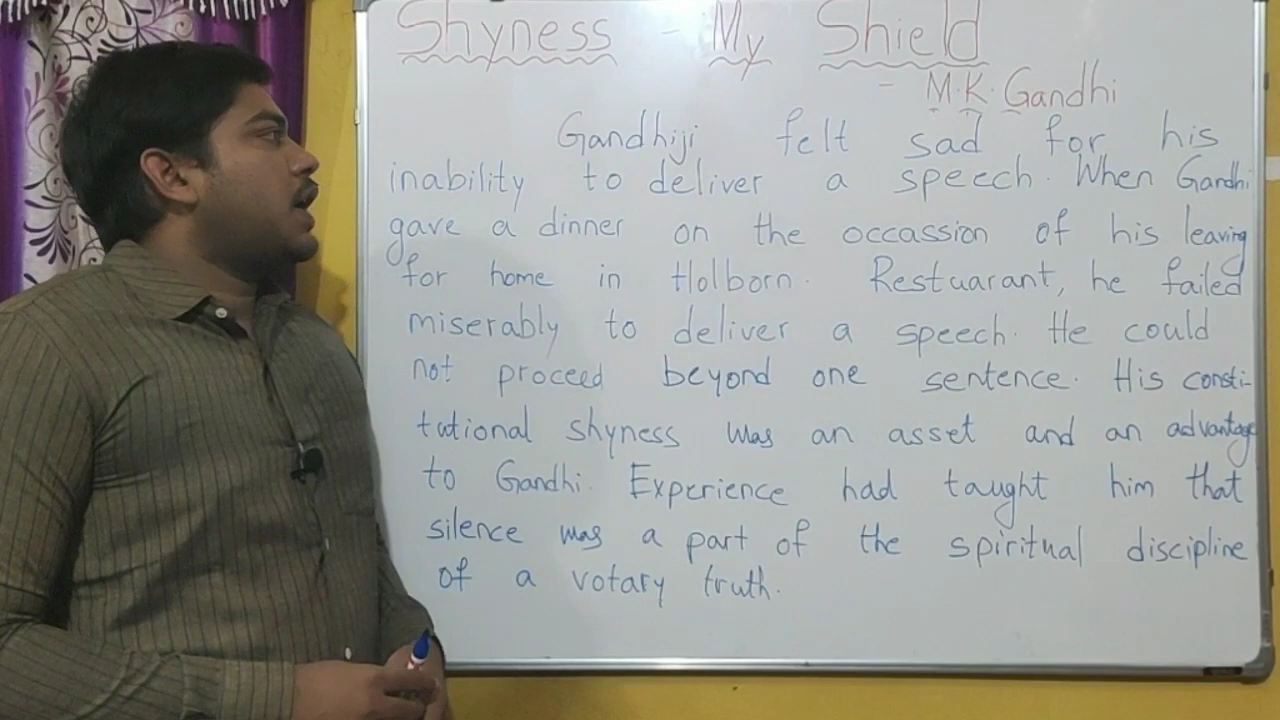 Shyness - My Shield
- M.K. Gandhi
Gandhiji felt sad for his
inability to deliver a speech. When Gandhi
gave a dinner on the occassion of his leaving
for home in Holborn. Restuarant, he failed
miserably to deliver a speech. He could
not proceed beyond one sentence. His consti-
tutional shyness was an asset and an advantage
to Gandhi. Experience had taught him that
silence was a part of the spiritual discipline
of a votary truth.